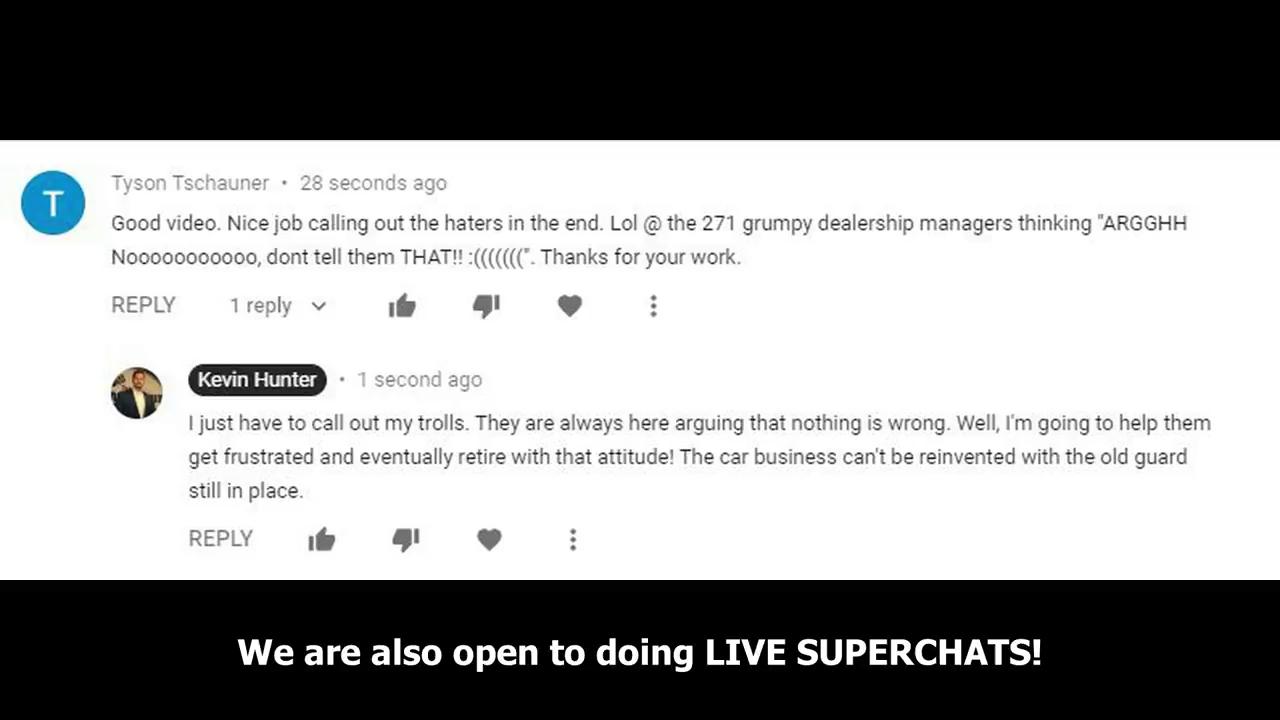 T
Tyson Tschauner • 28 seconds ago
Good video. Nice job calling out the haters in the end. Lol @ the 271 grumpy dealership managers thinking "ARGGHH
Nooooooooooo, dont tell them THAT!! :(((((((". Thanks for your work.
REPLY 1 reply
Kevin Hunter • 1 second ago
I just have to call out my trolls. They are always here arguing that nothing is wrong. Well, I'm going to help them
get frustrated and eventually retire with that attitude! The car business can't be reinvented with the old guard
still in place.
REPLY
We are also open to doing LIVE SUPERCHATS!